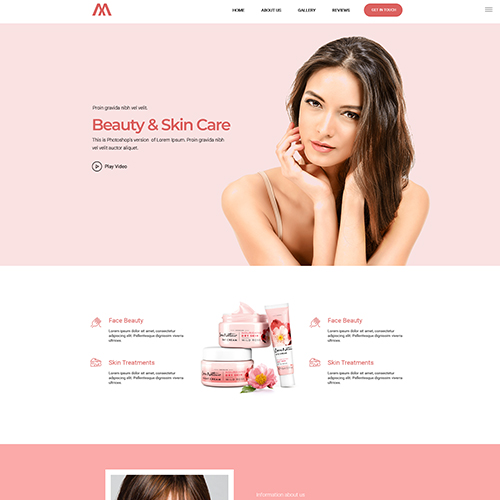 HOME ABOUT US GALLERY REVIEWS GET IN TOUCH
Proin gravida nibh vel velit.
Beauty & Skin Care
This is Photoshop's version of Lorem Ipsum. Proin gravida nibh
vel velit auctor aliquet.
Play Video
Face Beauty
Lorem ipsum dolor sit amet, consectetur
adipiscing elit. Pellentesque dignissim viverra
ultrices.
Skin Treatments
Lorem ipsum dolor sit amet, consectetur
adipiscing elit. Pellentesque dignissim viverra
ultrices.
Face Beauty
Lorem ipsum dolor sit amet, consectetur
adipiscing elit. Pellentesque dignissim viverra
ultrices.
Skin Treatments
Lorem ipsum dolor sit amet, consectetur
adipiscing elit. Pellentesque dignissim viverra
ultrices.
Information about us